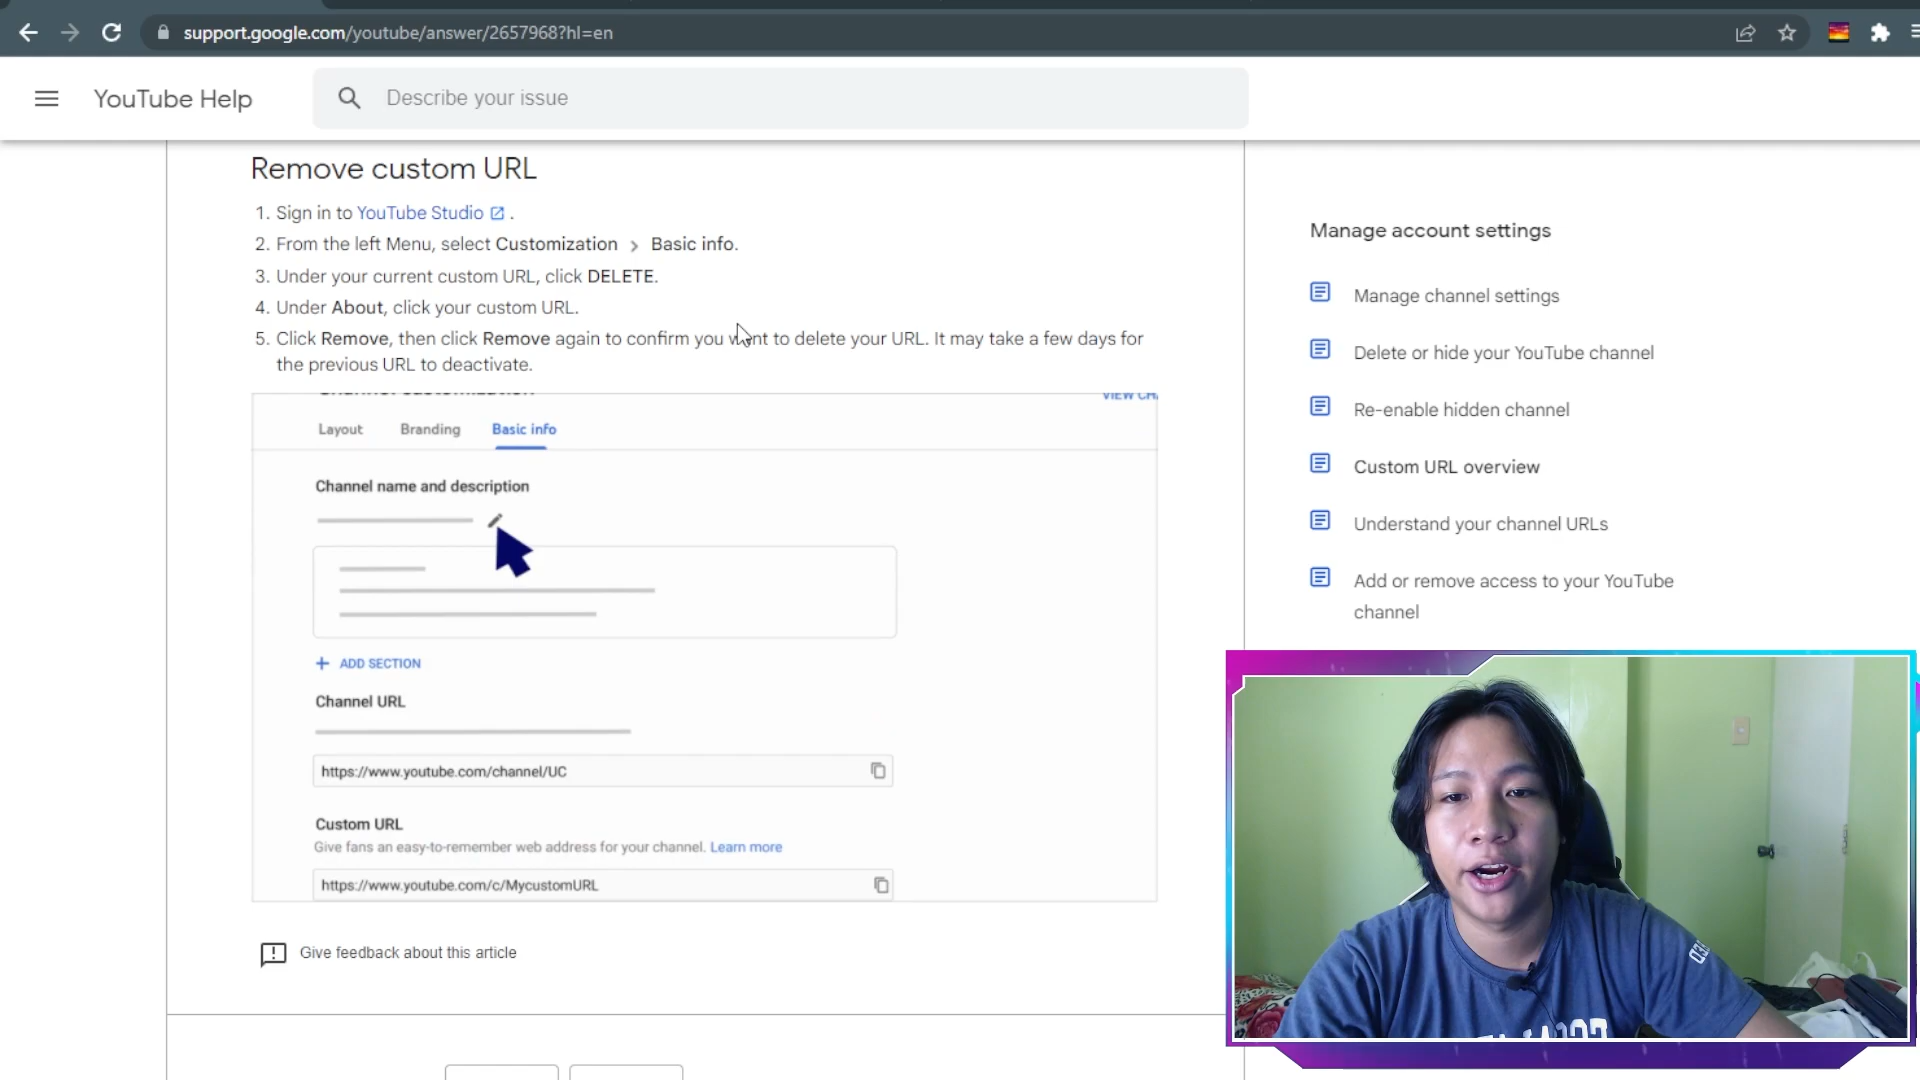 support.google.com/youtube/answer/2657968?hl=en
YouTube Help
Describe your issue
Remove custom URL
1. Sign in to YouTube Studio .
2. From the left Menu, select Customization > Basic info.
3. Under your current custom URL, click DELETE.
4. Under About, click your custom URL.
5. Click Remove, then click Remove again to confirm you want to delete your URL. It may take a few days for
the previous URL to deactivate.
Layout Branding Basic info
Channel name and description
+ ADD SECTION
Channel URL
https://www.youtube.com/channel/UC
Custom URL
Give fans an easy-to-remember web address for your channel. Learn more
https://www.youtube.com/c/MycustomURL
Give feedback about this article
Manage account settings
Manage channel settings
Delete or hide your YouTube channel
Re-enable hidden channel
Custom URL overview
Understand your channel URLs
Add or remove access to your YouTube
channel